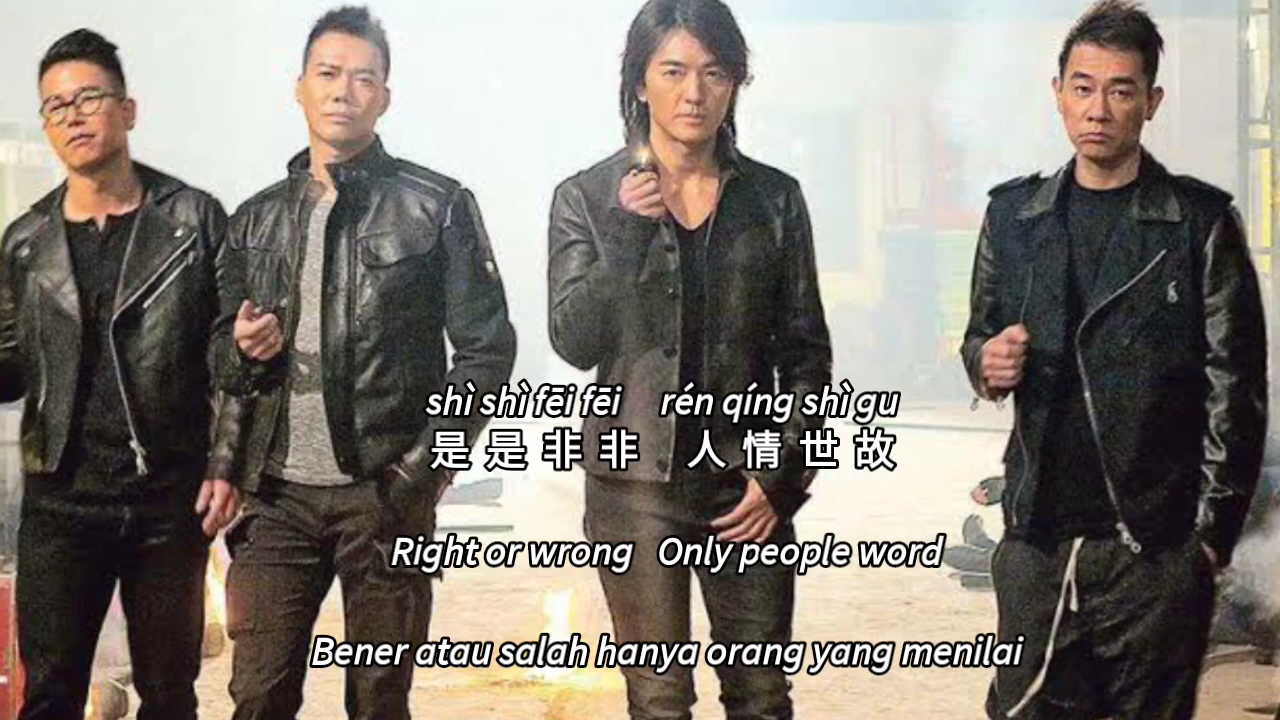 shì shì fēi fēi rén qíng shì gu
是是非非 人情世故
Right or wrong Only people word
Bener atau salah hanya orang yang menilai